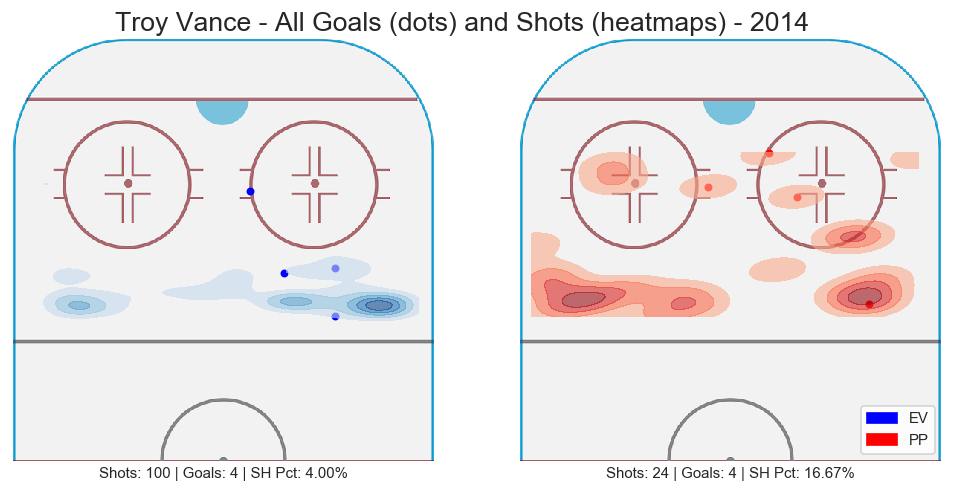 Troy Vance - All Goals (dots) and Shots (heatmaps) - 2014
EV
PP
Shots: 100 | Goals: 4 | SH Pct: 4.00%
Shots: 24 | Goals: 4 | SH Pct: 16.67%